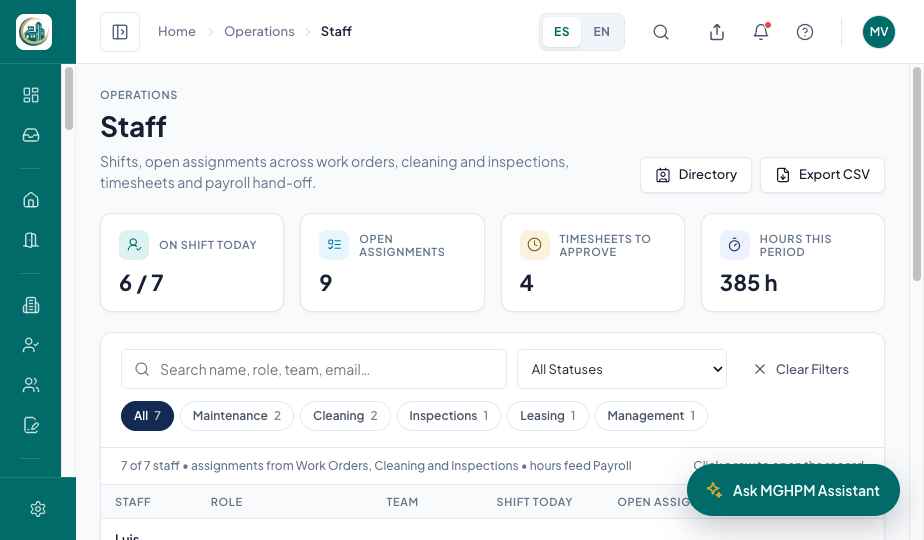 Home
Operations
Staff
ES
EN
MV
OPERATIONS
Staff
Shifts, open assignments across work orders, cleaning and inspections,
timesheets and payroll hand-off.
Directory
Export CSV
ON SHIFT TODAY
6 / 7
OPEN
ASSIGNMENTS
9
TIMESHEETS TO
APPROVE
4
HOURS THIS
PERIOD
385 h
Search name, role, team, email...
All Statuses
Clear Filters
All 7
Maintenance 2
Cleaning 2
Inspections 1
Leasing 1
Management 1
7 of 7 staff • assignments from Work Orders, Cleaning and Inspections • hours feed Payroll
Ask MGHPM Assistant
STAFF
ROLE
TEAM
SHIFT TODAY
OPEN
Luis